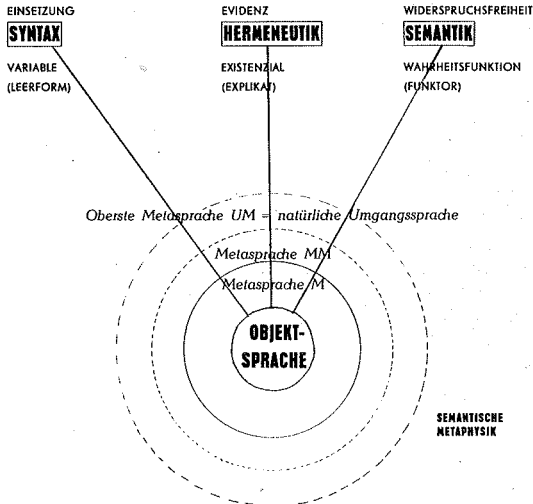 EINSETZUNG EVIDENZ WIDERSPRUCHSFREIHEIT
SYNTAX HERMENEUTIK SEMANTIK
VARIABLE EXISTENZIAL WAHRHEITSFUNKTION
(LEERFORM) (EXPLIKAT) (FUNKTOR)
Oberste Metasprache UM = natürliche Umgangssprache
Metasprache MM
Metasprache M
OBJEKT-
SPRACHE
SEMANTISCHE
METAPHYSIK